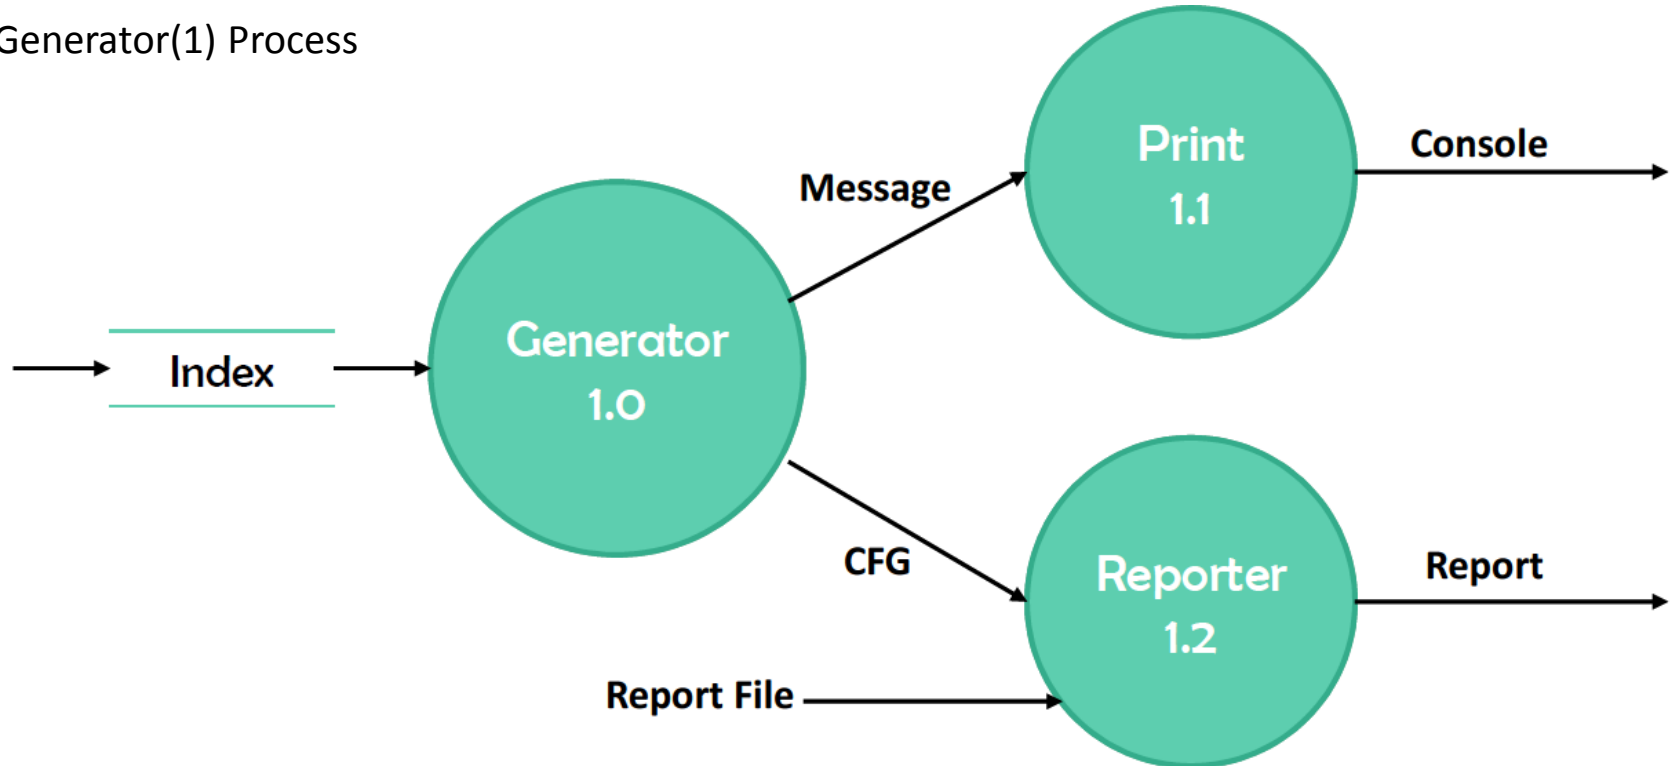 Generator(1) Process
Print
1.1
Console
Message
Generator
1.0
Index
CFG
Reporter
1.2
Report
Report File